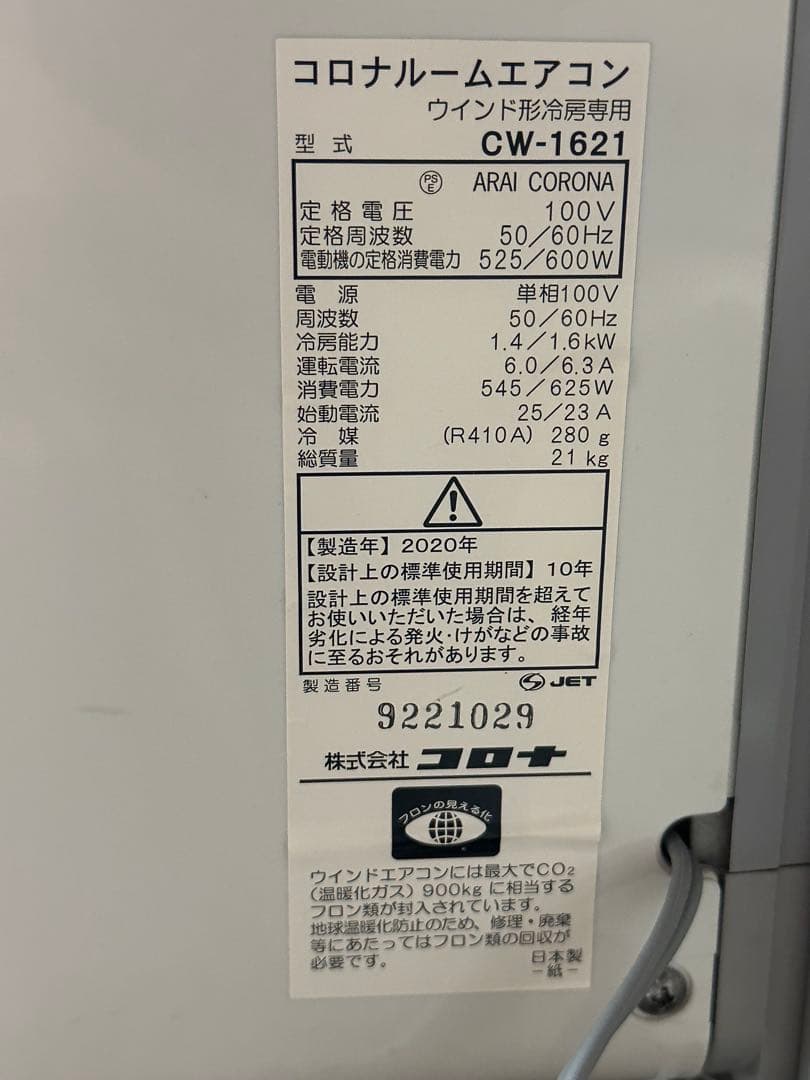 コロナルームエアコン
ウインド形冷房専用
型式 CW-1621
PSE ARAI CORONA
定格電圧 100V
定格周波数 50/60Hz
電動機の定格消費電力 525/600W
電源 単相100V
周波数 50/60Hz
冷房能力 1.4/1.6kW
運転電流 6.0/6.3A
消費電力 545/625W
始動電流 25/23A
冷媒 (R410A) 280g
総質量 21kg
【製造年】2020年
【設計上の標準使用期間】10年
設計上の標準使用期間を超えて
お使いいただいた場合は、経年
劣化による発火・けがなどの事故
に至るおそれがあります。
製造番号 JET
9221029
株式会社 コロナ
フロンの見える化
ウインドエアコンには最大でCO₂
(温暖化ガス)900kgに相当する
フロン類が封入されています。
地球温暖化防止のため、修理・廃棄
等にあたってはフロン類の回収が
必要です。
日本製
-紙-